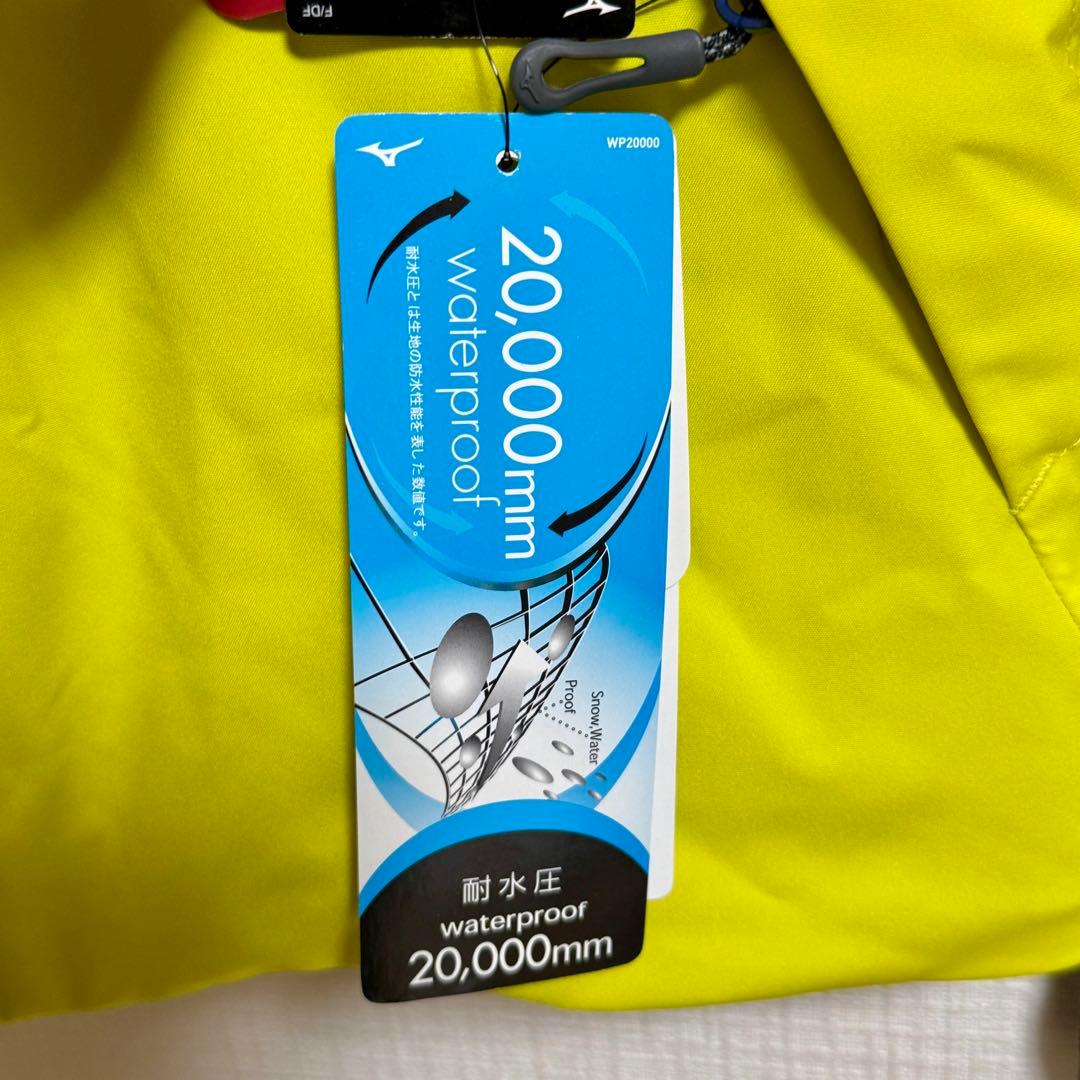 F/DF
WP20000
20,000mm
waterproof
耐水圧とは生地の防水性能を表した数値です。
Snow,Water
Proof
耐水圧
waterproof
20,000mm